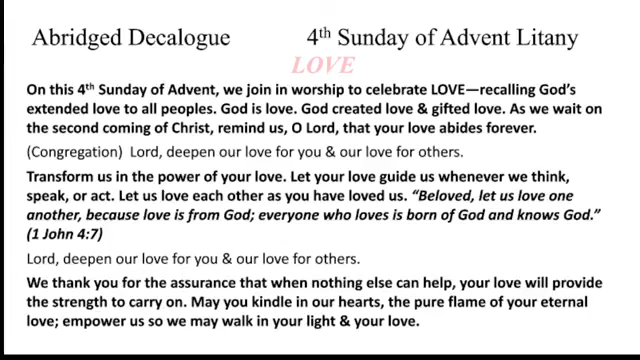 Abridged Decalogue 4th Sunday of Advent Litany
LOVE
On this 4th Sunday of Advent, we join in worship to celebrate LOVE—recalling God's
extended love to all peoples. God is love. God created love & gifted love. As we wait on
the second coming of Christ, remind us, O Lord, that your love abides forever.
(Congregation) Lord, deepen our love for you & our love for others.
Transform us in the power of your love. Let your love guide us whenever we think,
speak, or act. Let us love each other as you have loved us. "Beloved, let us love one
another, because love is from God; everyone who loves is born of God and knows God."
(1 John 4:7)
Lord, deepen our love for you & our love for others.
We thank you for the assurance that when nothing else can help, your love will provide
the strength to carry on. May you kindle in our hearts, the pure flame of your eternal
love; empower us so we may walk in your light & your love.